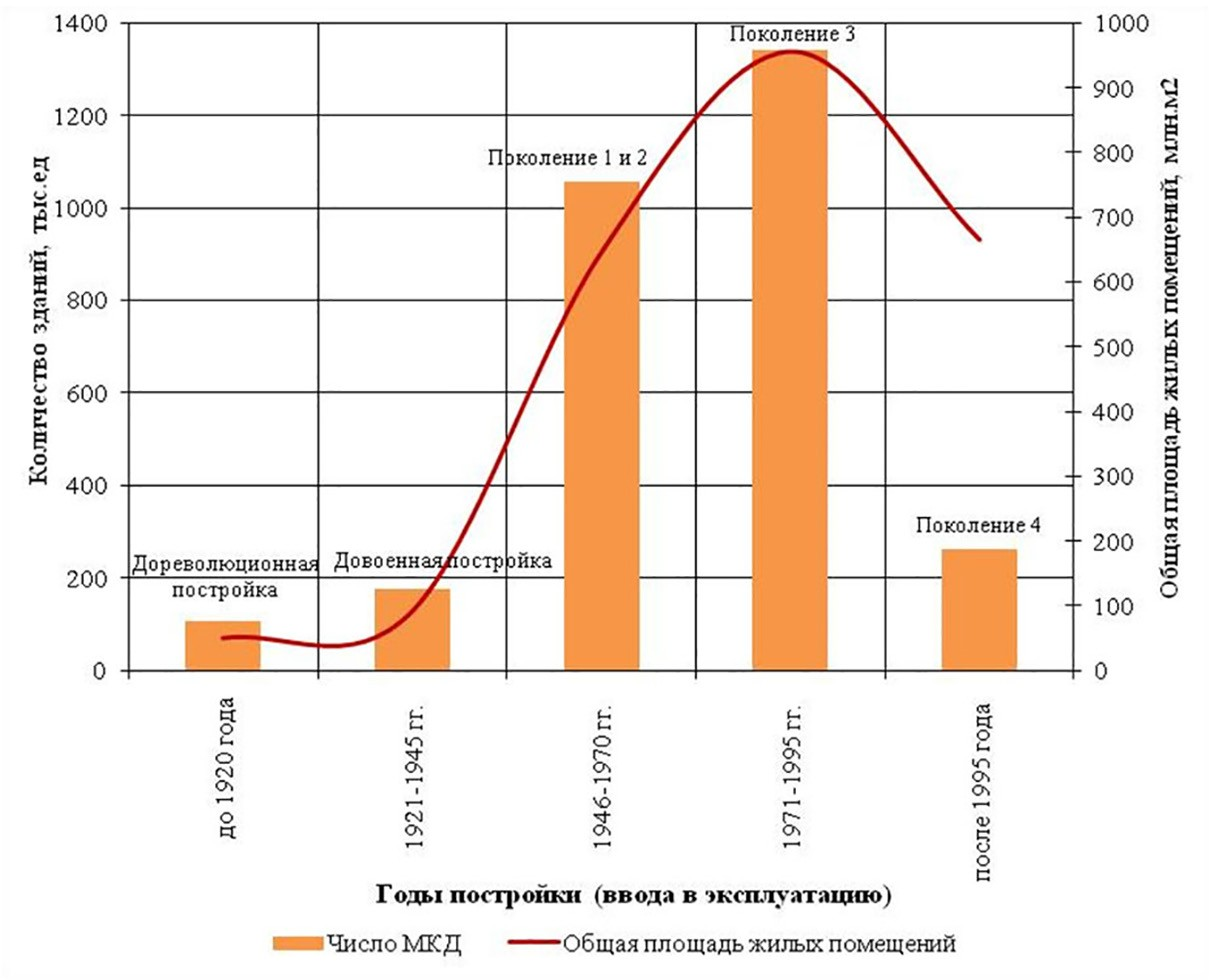 1400
1200
1000
800
600
400
200
0
Количество зданий, тыс.ед
1000
900
800
700
600
500
400
300
200
100
0
Общая площадь жилых помещений, млн.м2
Дореволюционная
постройка
Довоенная постройка
Поколение 1 и 2
Поколение 3
Поколение 4
до 1920 года
1921-1945 гг.
1946-1970 гг.
1971-1995 гг.
после 1995 года
Годы постройки (ввода в эксплуатацию)
Число МКД
Общая площадь жилых помещений